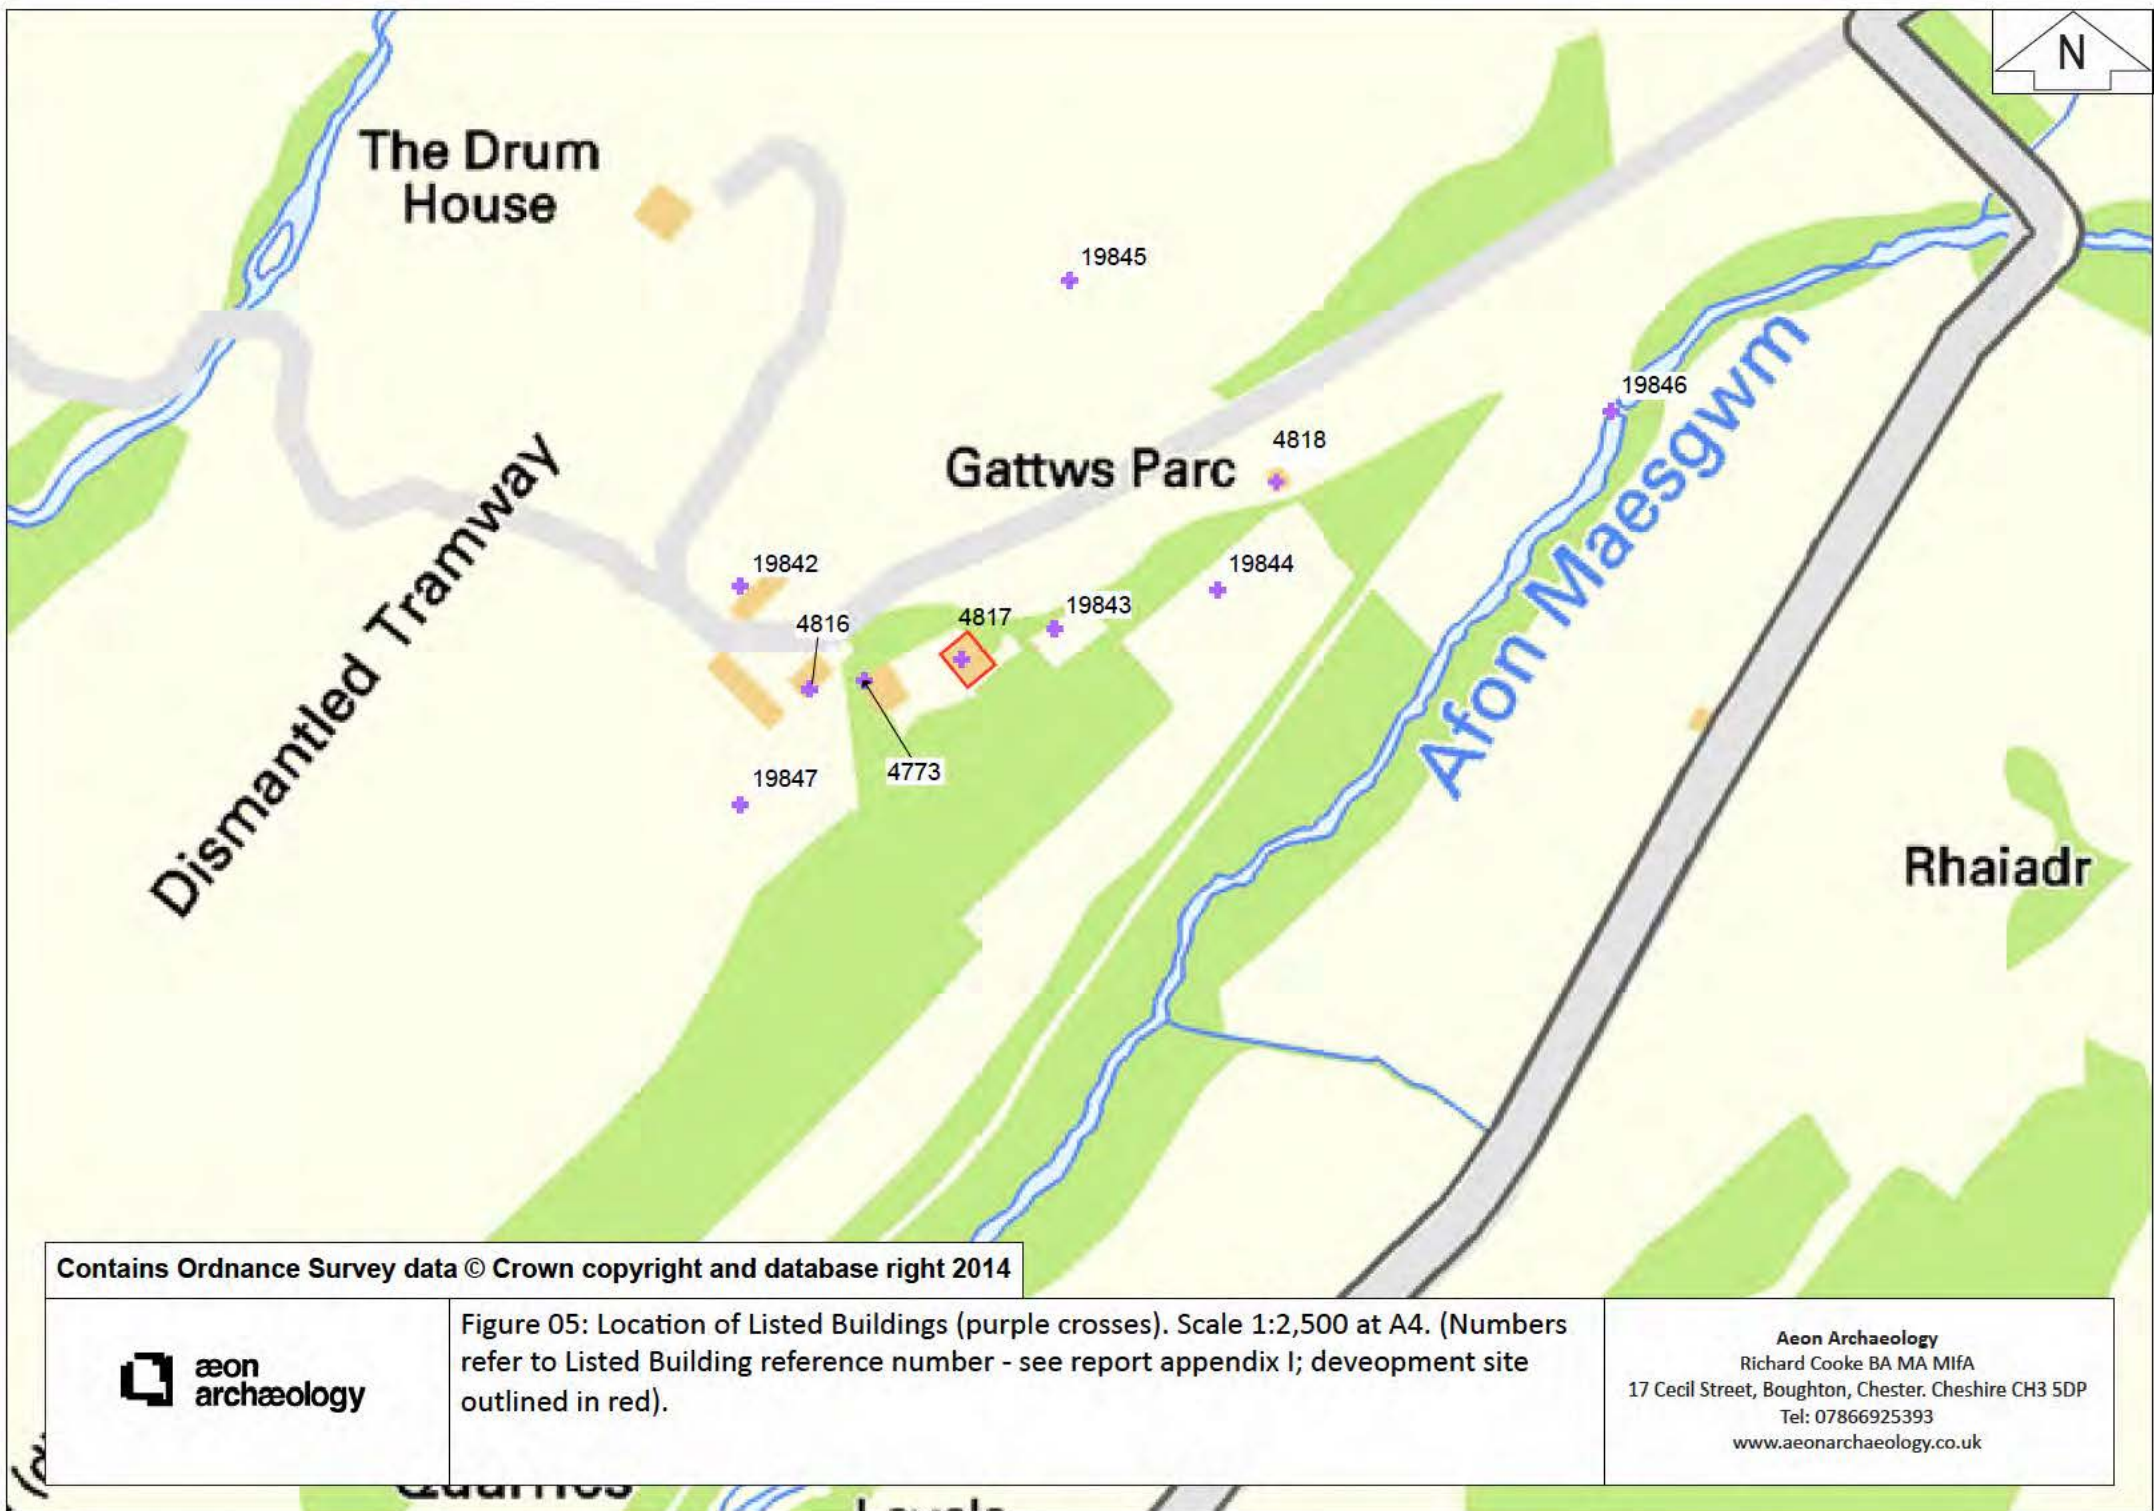 N
The Drum
House
19845
19846
Afon Maesgwm
4818
Gattws Parc
Dismantled Tramway
19842
19844
19843
4816
4817
4773
19847
Rhaiadr
Contains Ordnance Survey data © Crown copyright and database right 2014
æon
archæology
Figure 05: Location of Listed Buildings (purple crosses). Scale 1:2,500 at A4. (Numbers
refer to Listed Building reference number - see report appendix I; deveopment site
outlined in red).
Aeon Archaeology
Richard Cooke BA MA MIfA
17 Cecil Street, Boughton, Chester. Cheshire CH3 5DP
Tel: 07866925393
www.aeonarchaeology.co.uk